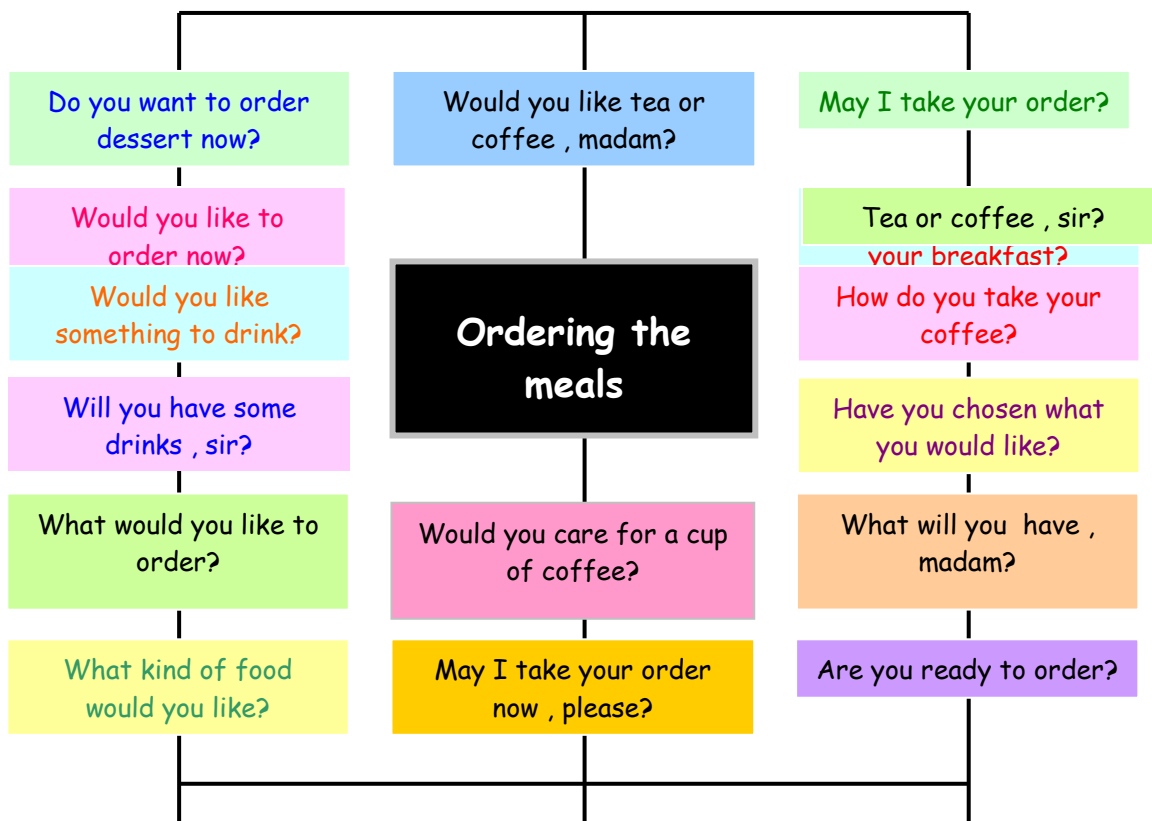 Do you want to order
dessert now?
Would you like to
order now?
Would you like
something to drink?
Will you have some
drinks , sir?
What would you like to
order?
What kind of food
would you like?
Would you like tea or
coffee , madam?
Ordering the
meals
Would you care for a cup
of coffee?
May I take your order
now , please?
May I take your order?
Tea or coffee , sir?
your breakfast?
How do you take your
coffee?
Have you chosen what
you would like?
What will you  have ,
madam?
Are you ready to order?